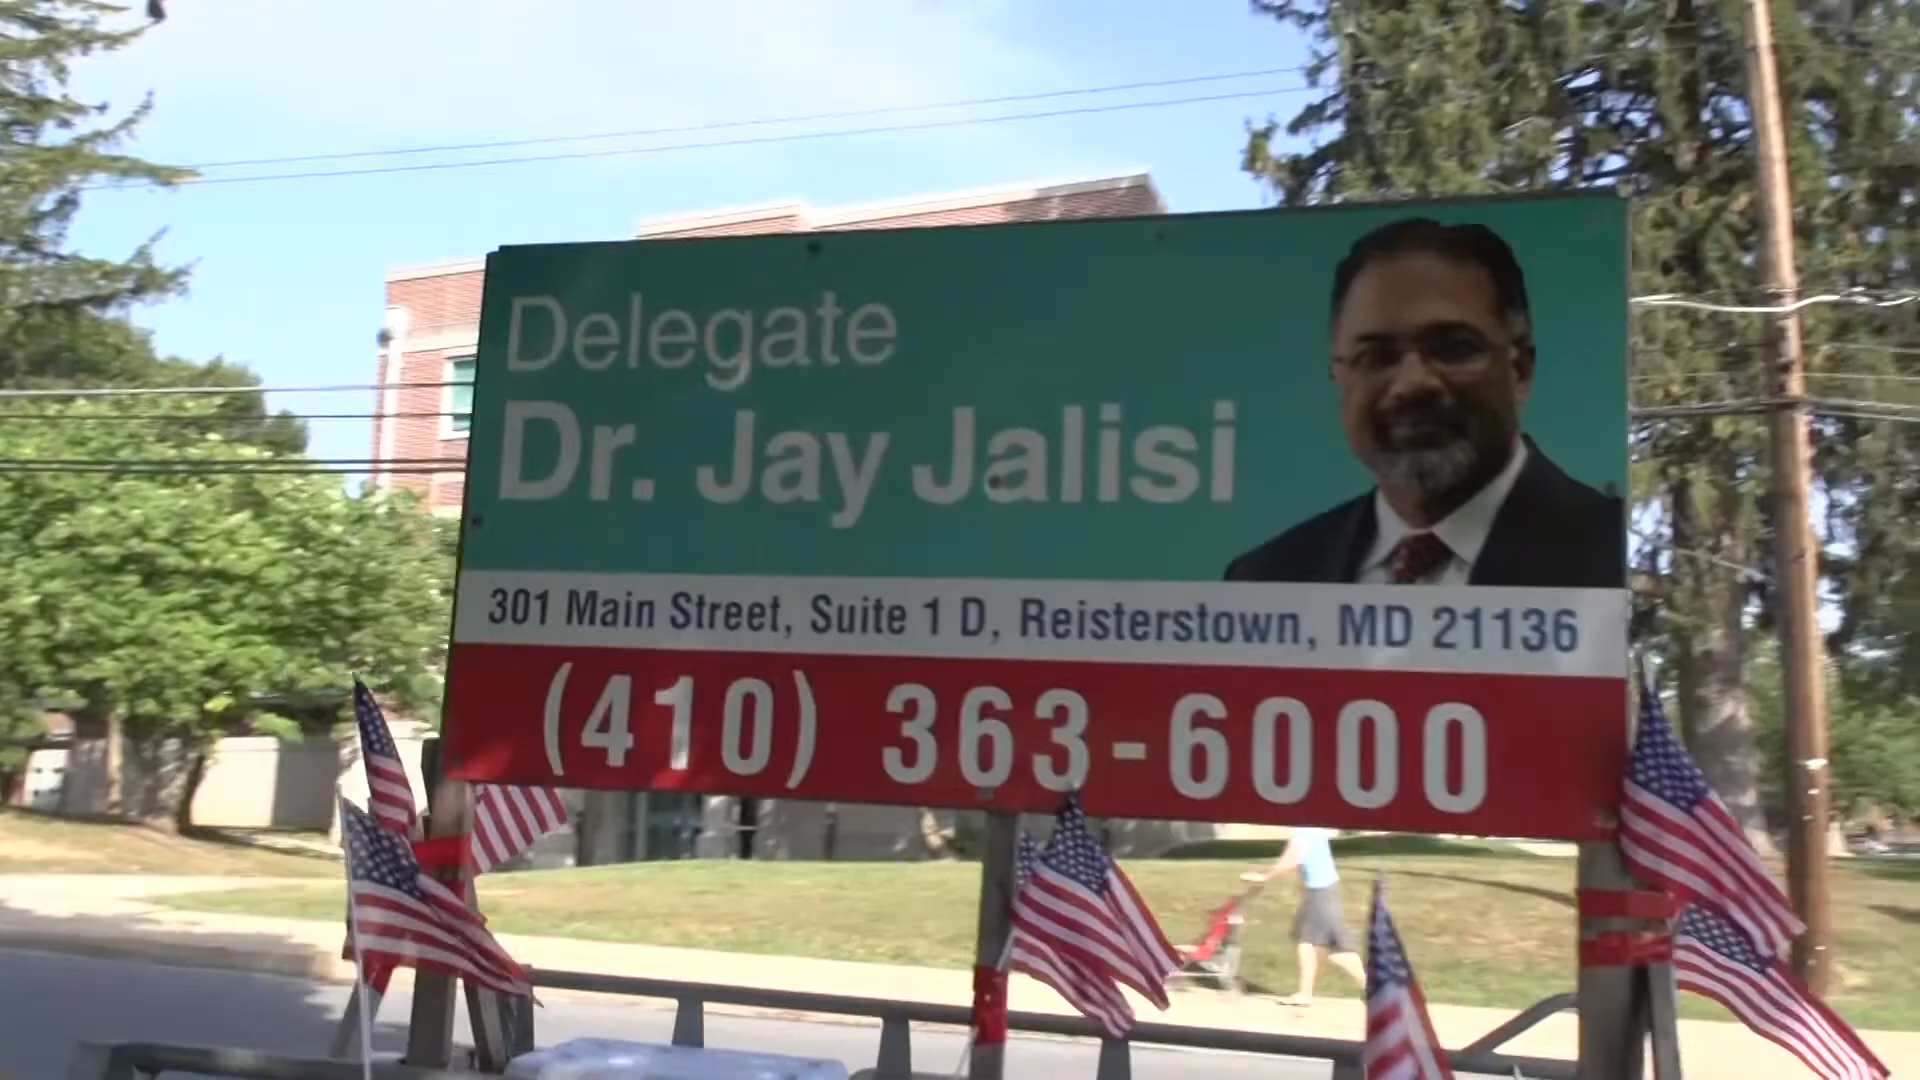 Delegate
Dr. Jay Jalisi
301 Main Street, Suite 1 D, Reisterstown, MD 21136
(410) 363-6000